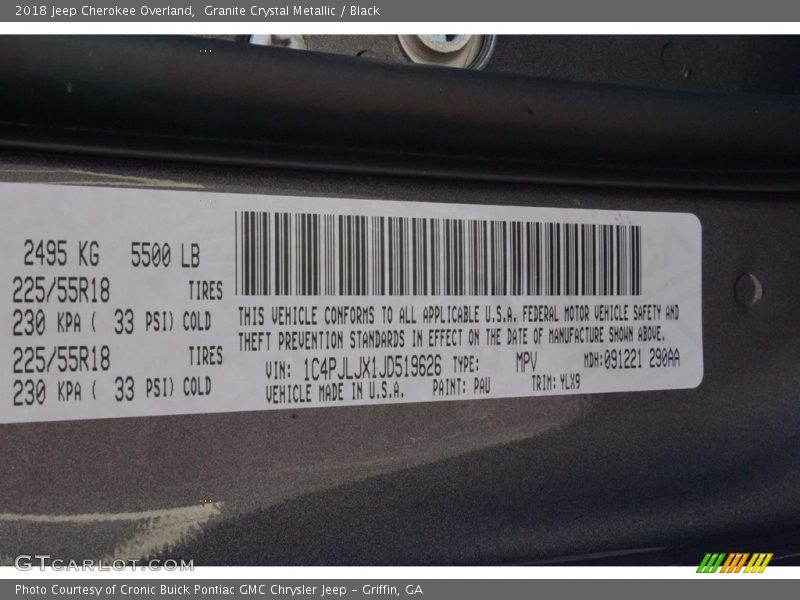 2018 Jeep Cherokee Overland, Granite Crystal Metallic / Black
2495 KG 5500 LB
225/55R18 TIRES
230 KPA ( 33 PSI) COLD
225/55R18 TIRES
230 KPA ( 33 PSI) COLD
THIS VEHICLE CONFORMS TO ALL APPLICABLE U.S.A. FEDERAL MOTOR VEHICLE SAFETY AND
THEFT PREVENTION STANDARDS IN EFFECT ON THE DATE OF MANUFACTURE SHOWN ABOVE.
VIN: 1C4PJLJX1JD519626 TYPE: MPV MDH:091221 290AA
VEHICLE MADE IN U.S.A. PAINT: PAU TRIM: YLX9
GTCARLOT.COM
Photo Courtesy of Cronic Buick Pontiac GMC Chrysler Jeep - Griffin, GA